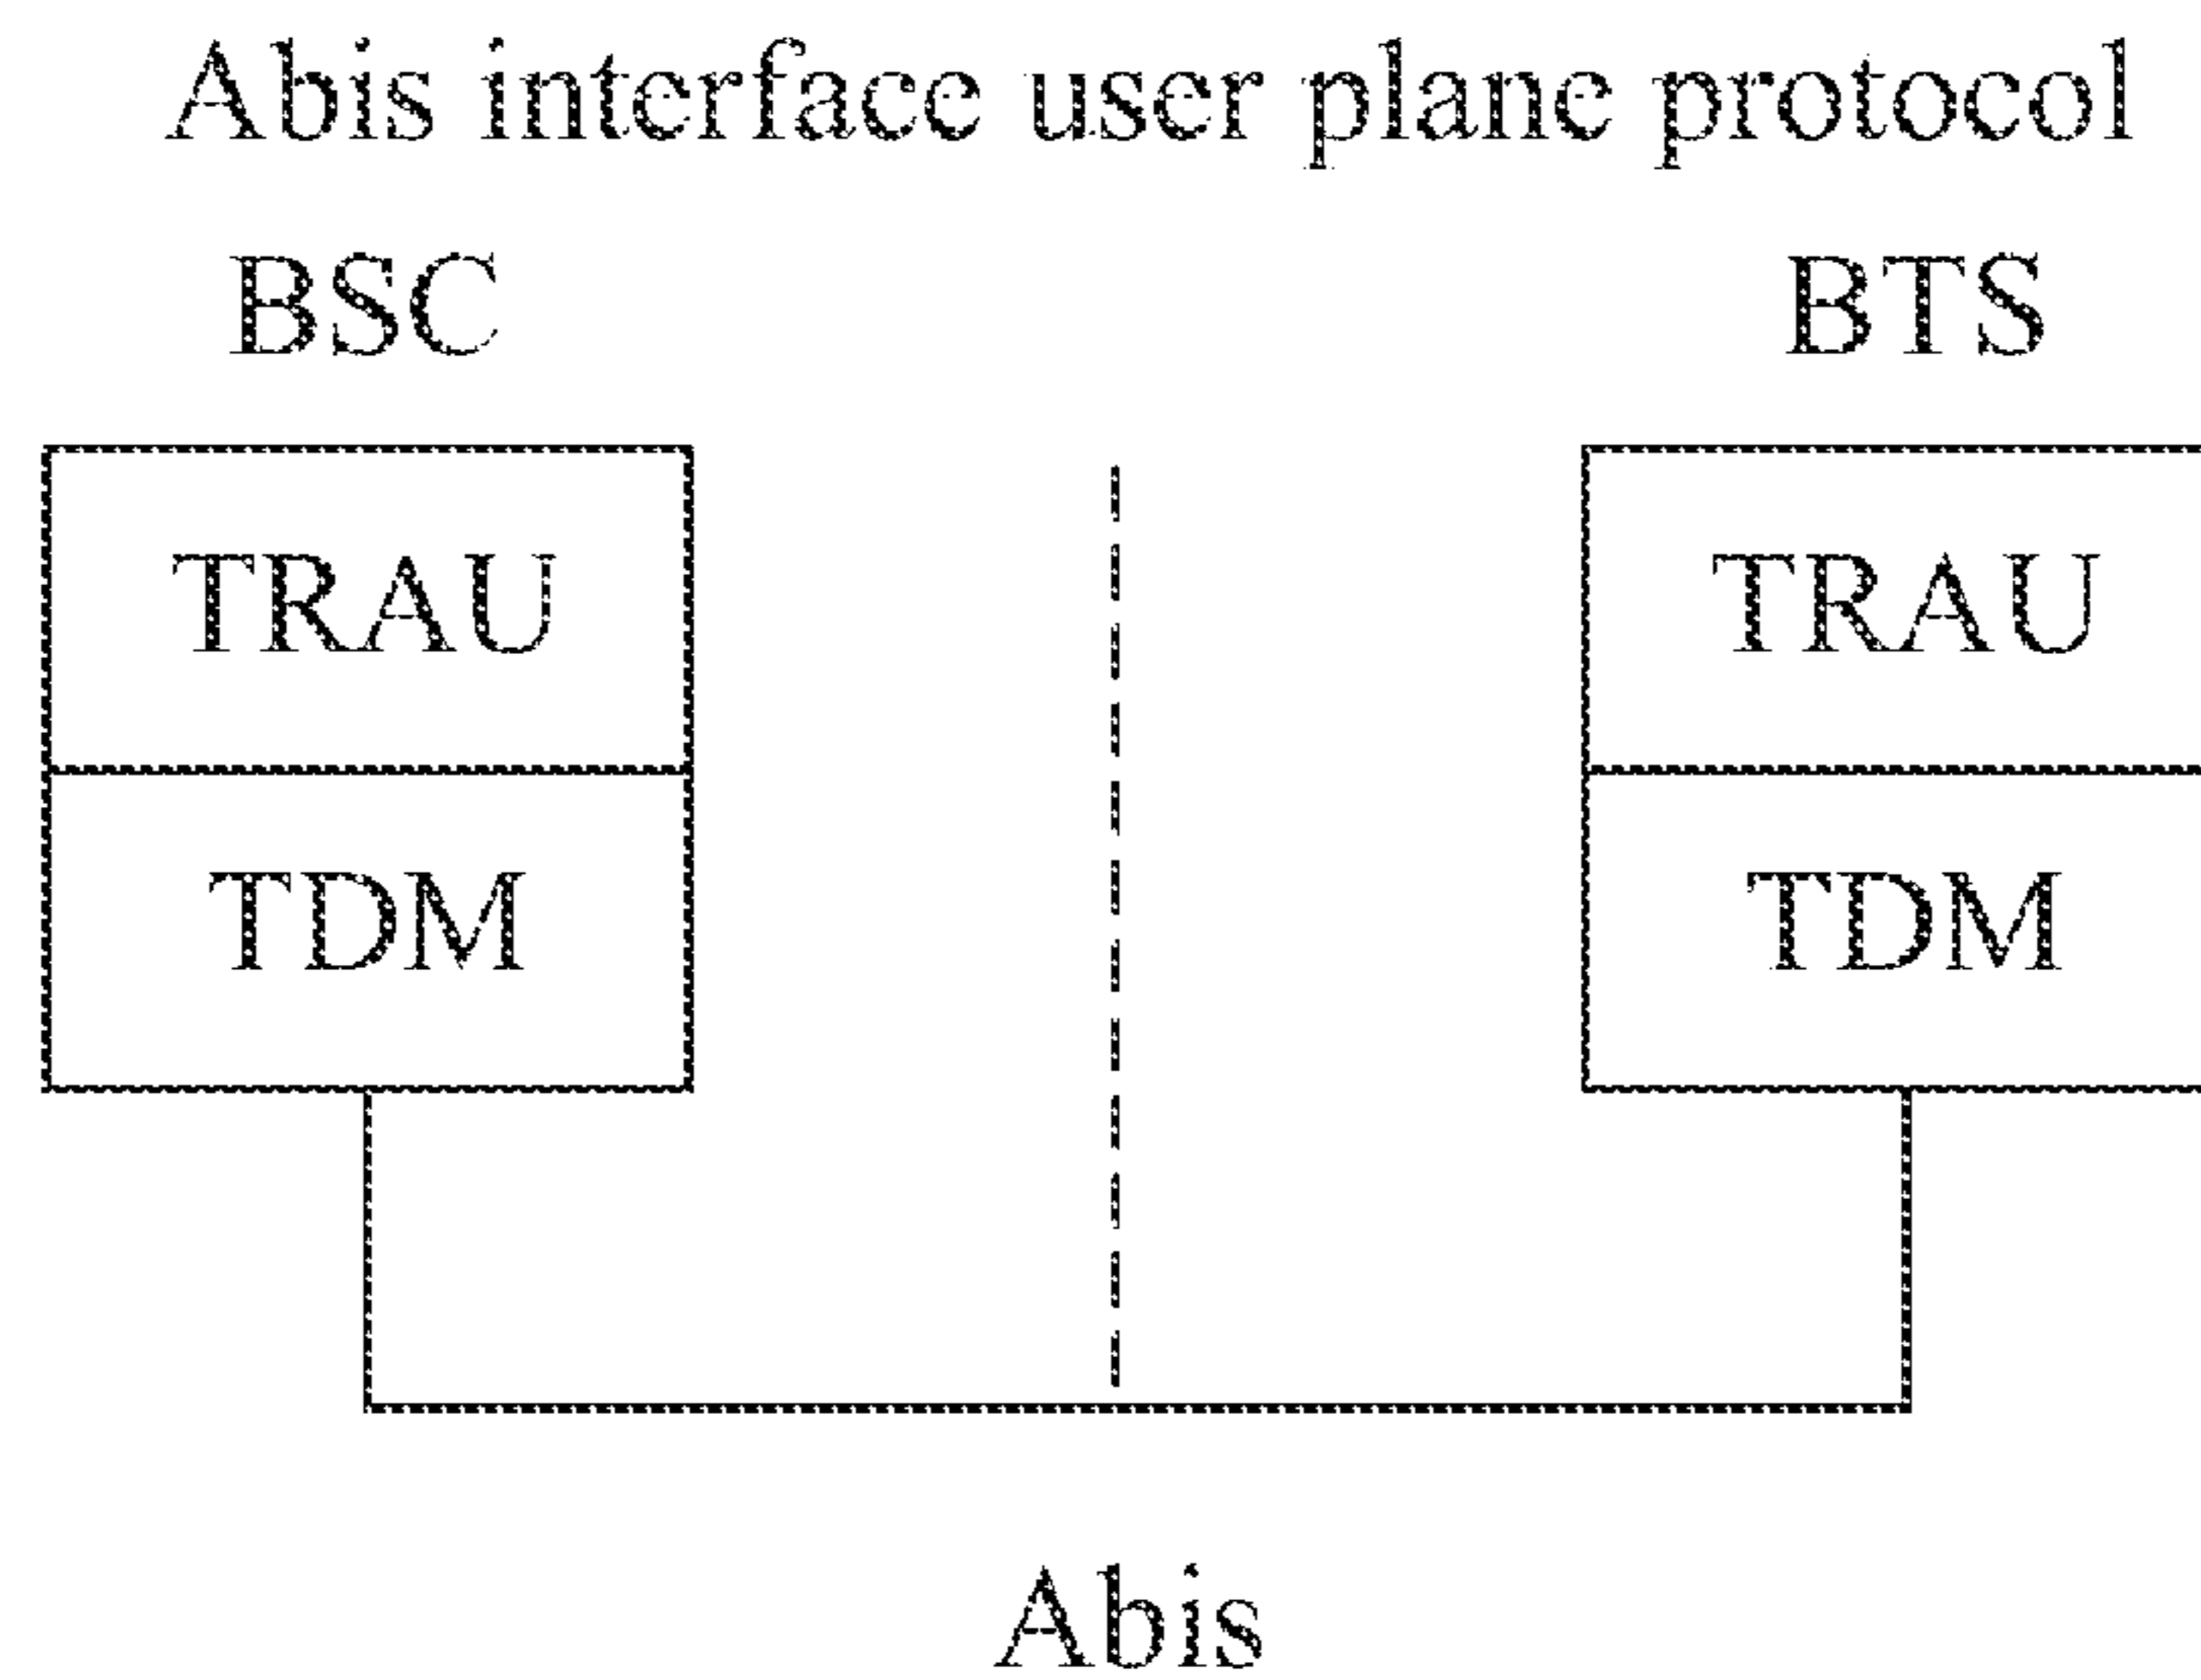 Abis interface user plane protocol
BSC
BTS
TRAU
TRAU
TDM
TDM
Abis